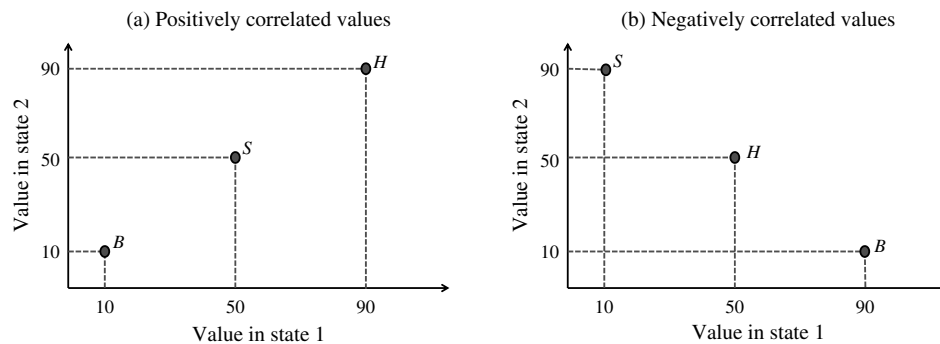 (a) Positively correlated values
Value in state 2
90
50
10
H
S
B
10
50
90
Value in state 1
(b) Negatively correlated values
Value in state 2
90
50
10
S
H
B
10
50
90
Value in state 1